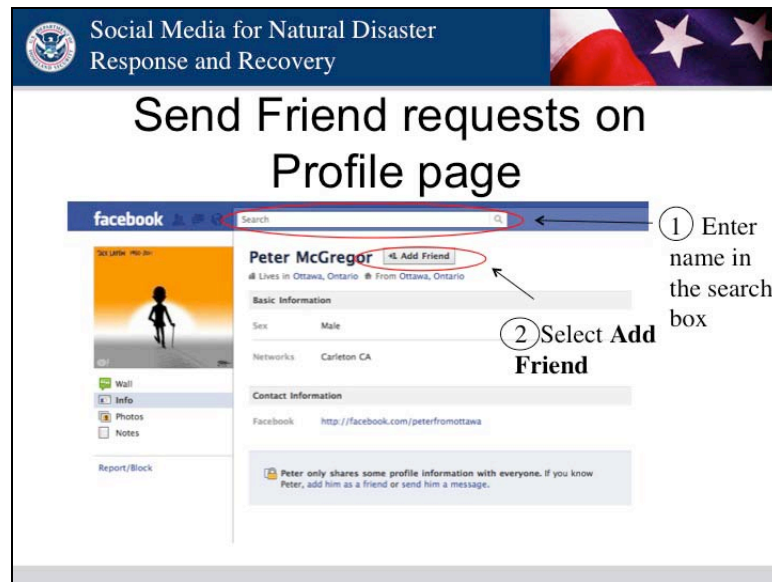 Social Media for Natural Disaster
Response and Recovery
Send Friend requests on
Profile page
facebook
Search
1 Enter
name in
the search
box
Peter McGregor
Add Friend
Lives in Ottawa, Ontario From Ottawa, Ontario
Basic Information
Sex Male
2 Select Add
Friend
Networks Carleton CA
Wall
Info
Photos
Notes
Contact Information
Facebook http://facebook.com/peterfromottawa
Report/Block
Peter only shares some profile information with everyone. If you know
Peter, add him as a friend or send him a message.